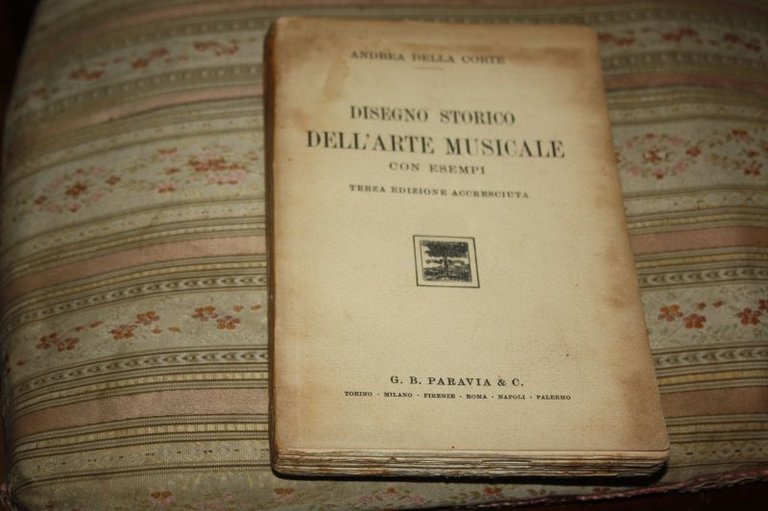 ANDREA DELLA CORTE
DISEGNO STORICO
DELL'ARTE MUSICALE
CON ESEMPI
TERZA EDIZIONE ACCRESCIUTA
G. B. PARAVIA & C.
TORINO - MILANO - FIRENZE - ROMA - NAPOLI - PALERMO